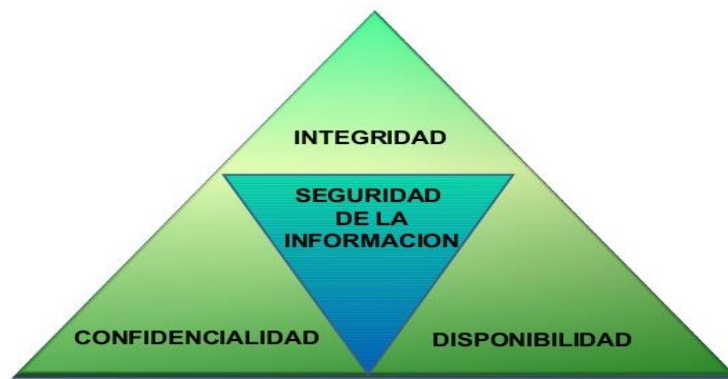 INTEGRIDAD
SEGURIDAD
DE LA
INFORMACION
CONFIDENCIALIDAD
DISPONIBILIDAD